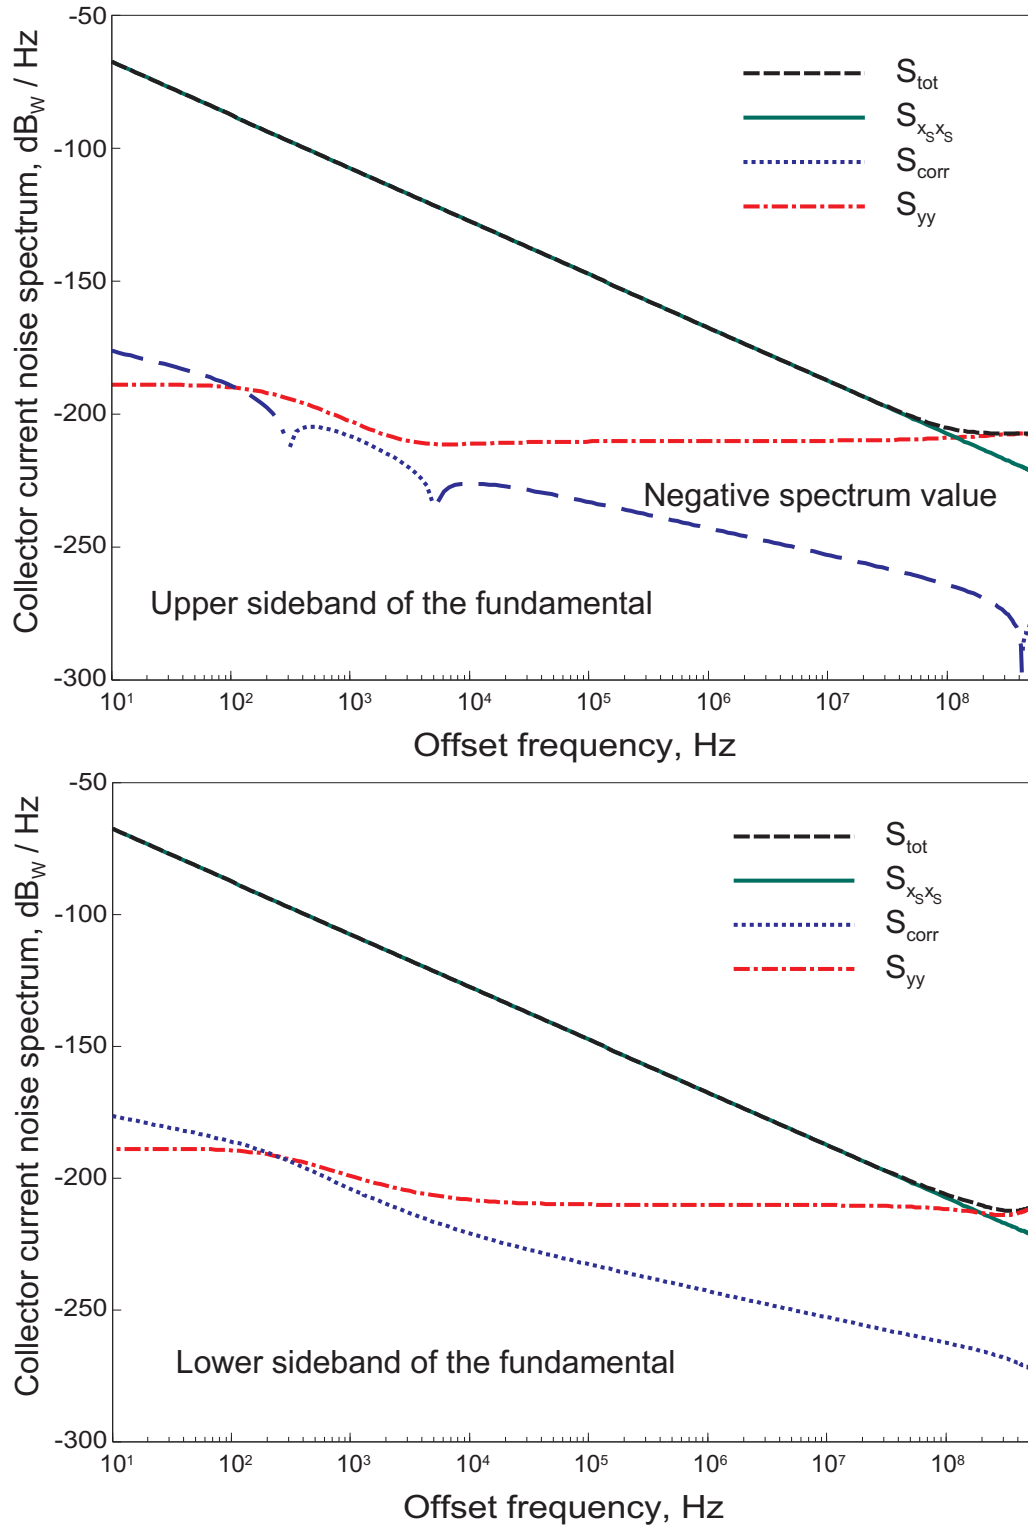 Collector current noise spectrum, dBW / Hz
-50
-100
-150
-200
-250
-300
Stot
SxSxS
Scorr
Syy
Negative spectrum value
Upper sideband of the fundamental
10¹ 10² 10³ 10⁴ 10⁵ 10⁶ 10⁷ 10⁸
Offset frequency, Hz
Collector current noise spectrum, dBW / Hz
-50
-100
-150
-200
-250
-300
Stot
SxSxS
Scorr
Syy
Lower sideband of the fundamental
10¹ 10² 10³ 10⁴ 10⁵ 10⁶ 10⁷ 10⁸
Offset frequency, Hz